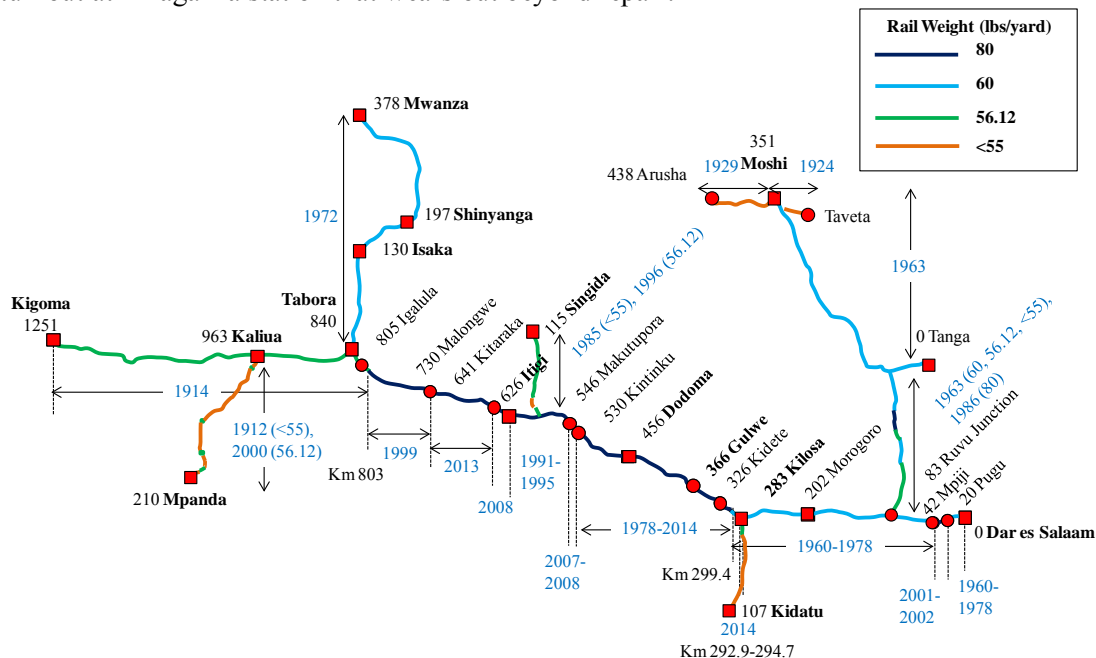 station that wears out beyond repair.
Rail Weight (lbs/yard)
80
60
56.12
<55
378 Mwanza
1972
197 Shinyanga
130 Isaka
Tabora
840
Kigoma
1251
963 Kaliua
1914
1912 (<55),
2000 (56.12)
210 Mpanda
Km 803
805 Igalula
730 Malongwe
641 Kitaraka
626 Itigi
1999
2013
2008
1991-
1995
115 Singida
1985 (<55), 1996 (56.12)
546 Makutupora
530 Kintinku
456 Dodoma
366 Gulwe
326 Kidete
283 Kilosa
202 Morogoro
1978-2014
2007-
2008
Km 299.4
107 Kidatu
2014
Km 292.9-294.7
1960-1978
351
Moshi
1929
1924
438 Arusha
Taveta
1963
0 Tanga
1963 (60, 56.12, <55),
1986 (80)
83 Ruvu Junction
42 Mpiji
20 Pugu
0 Dar es Salaam
2001-
2002
1960-
1978